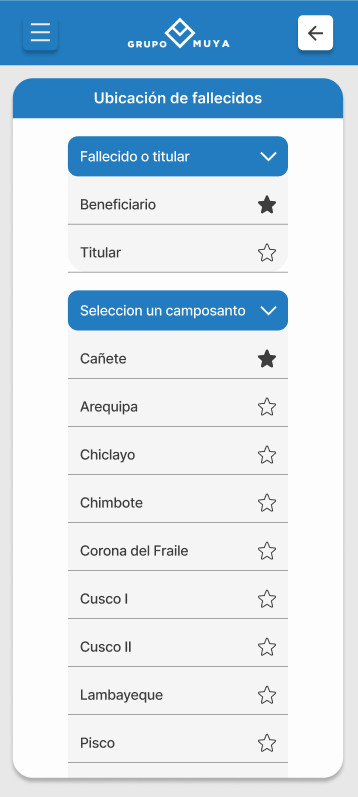 GRUPO MUYA
Ubicación de fallecidos
Fallecido o titular
Beneficiario
Titular
Seleccion un camposanto
Cañete
Arequipa
Chiclayo
Chimbote
Corona del Fraile
Cusco I
Cusco II
Lambayeque
Pisco